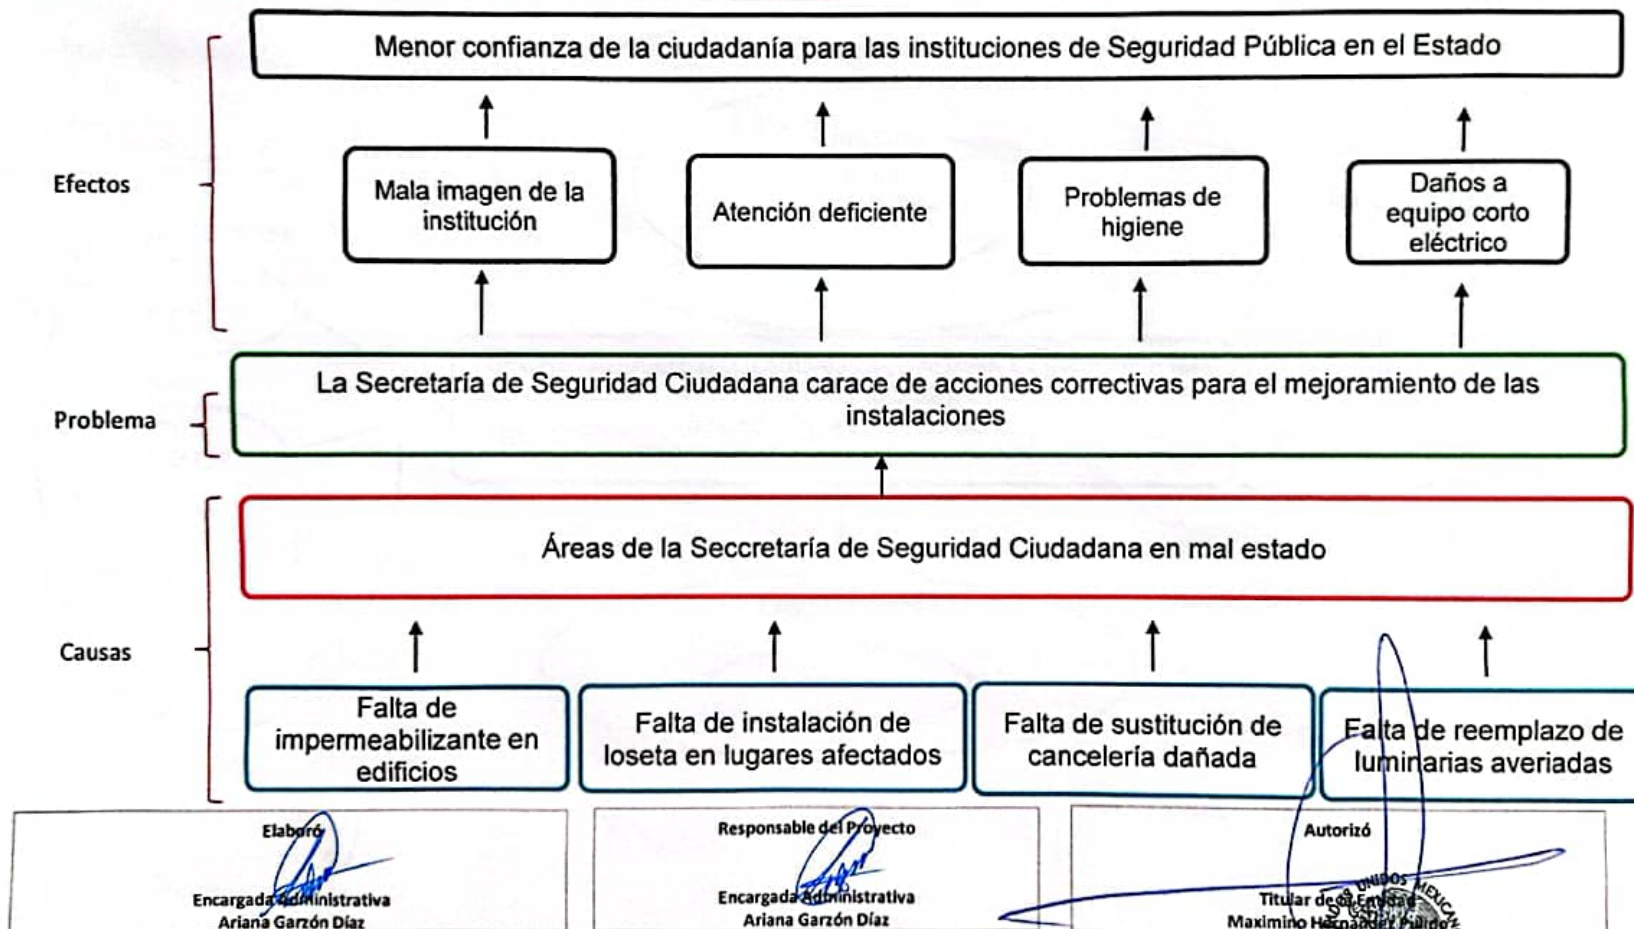 Menor confianza de la ciudadanía para las instituciones de Seguridad Pública en el Estado
Efectos
Mala imagen de la
institución
Atención deficiente
Problemas de
higiene
Daños a
equipo corto
eléctrico
Problema
La Secretaría de Seguridad Ciudadana carace de acciones correctivas para el mejoramiento de las
instalaciones
Causas
Áreas de la Seccretaría de Seguridad Ciudadana en mal estado
Falta de
impermeabilizante en
edificios
Falta de instalación de
loseta en lugares afectados
Falta de sustitución de
cancelería dañada
Falta de reemplazo de
luminarias averiadas
Elaboró
Encargada Administrativa
Ariana Garzón Díaz
Responsable del Proyecto
Encargada Administrativa
Ariana Garzón Díaz
Autorizó
Titular de la Entidad
Maximino Hernández Pulido
UNIDOS MEXICAN